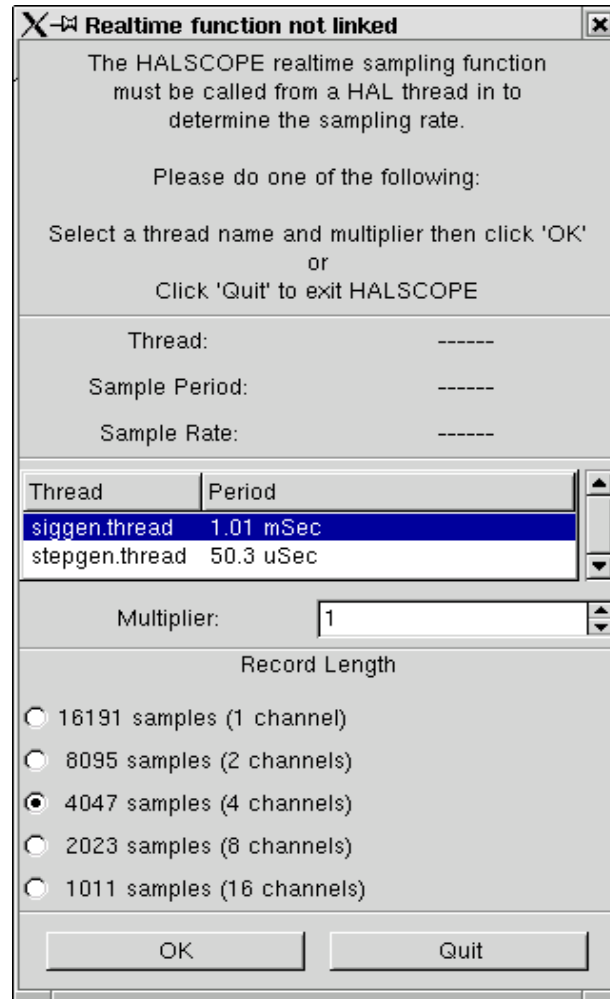 Realtime function not linked
The HALSCOPE realtime sampling function
must be called from a HAL thread in to
determine the sampling rate.
Please do one of the following:
Select a thread name and multiplier then click 'OK'
or
Click 'Quit' to exit HALSCOPE
Thread: ------
Sample Period: ------
Sample Rate: ------
Thread Period
siggen.thread 1.01 mSec
stepgen.thread 50.3 uSec
Multiplier: 1
Record Length
16191 samples (1 channel)
8095 samples (2 channels)
4047 samples (4 channels)
2023 samples (8 channels)
1011 samples (16 channels)
OK Quit